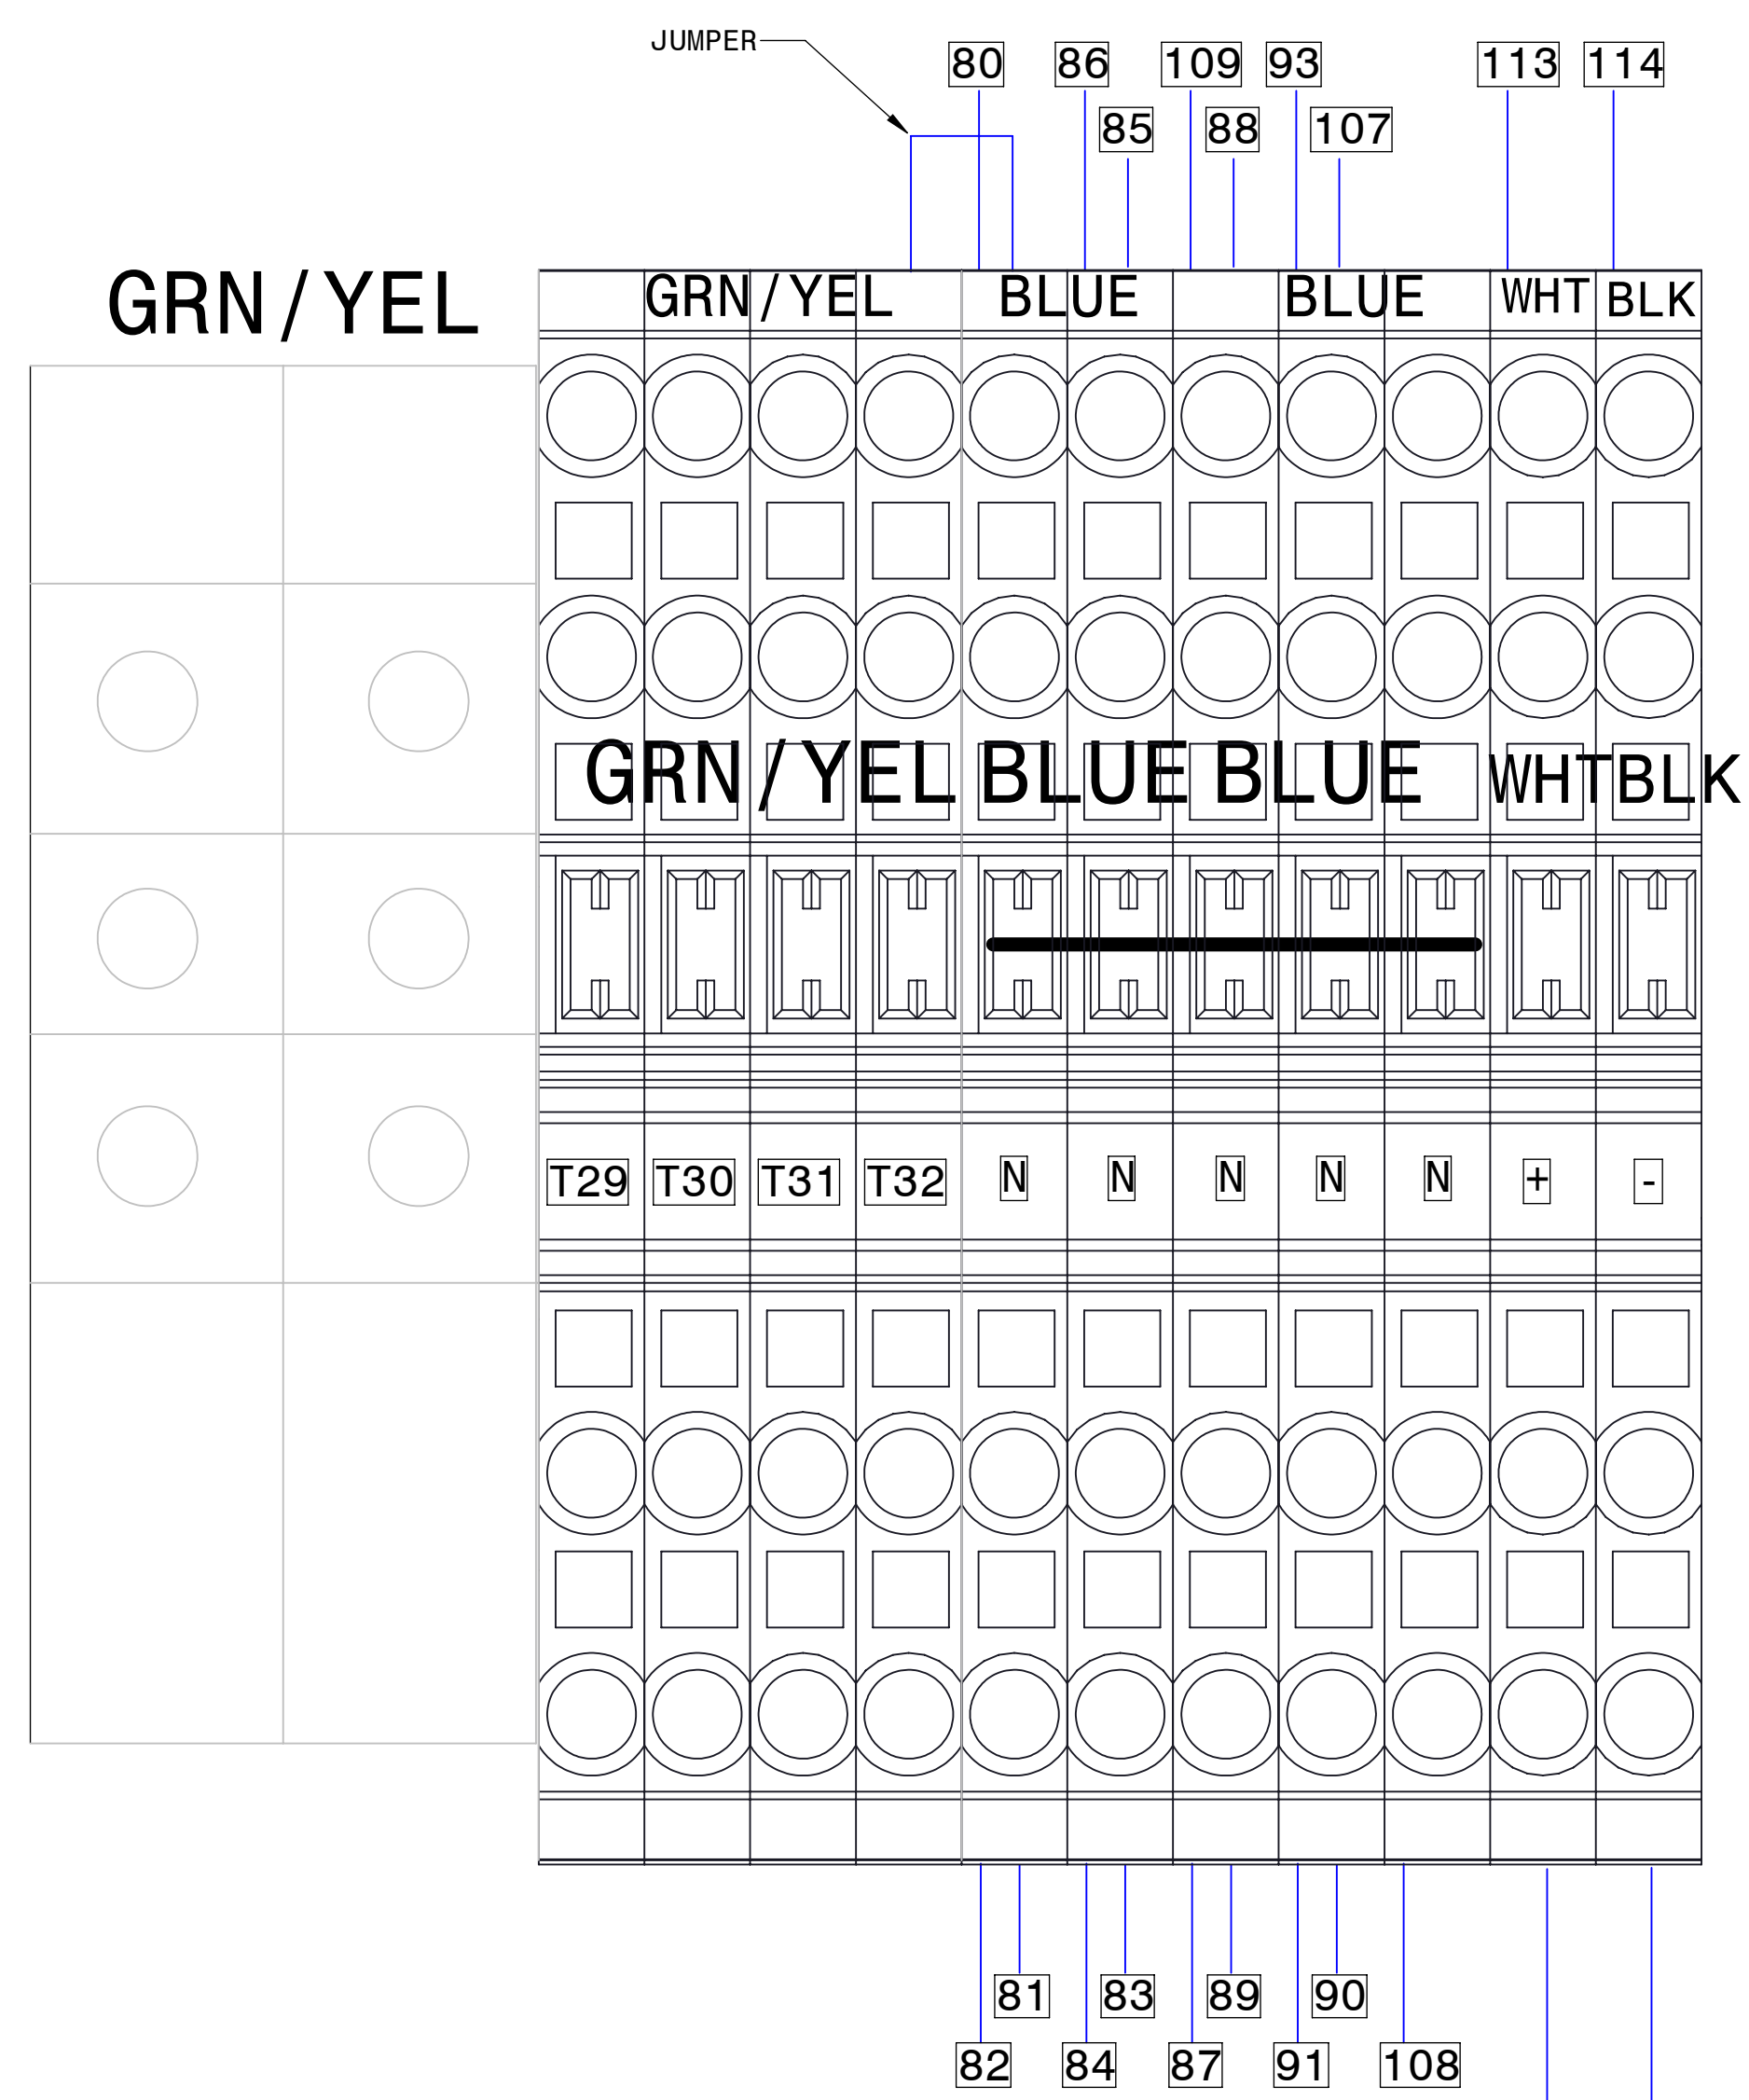 JUMPER
80 86 109 93 113 114
85 88 107
GRN/YEL
GRN/YEL BLUE BLUE WHT BLK
GRN/YEL BLUE BLUE WHT BLK
T29 T30 T31 T32 N N N N N + -
81 83 89 90
82 84 87 91 108